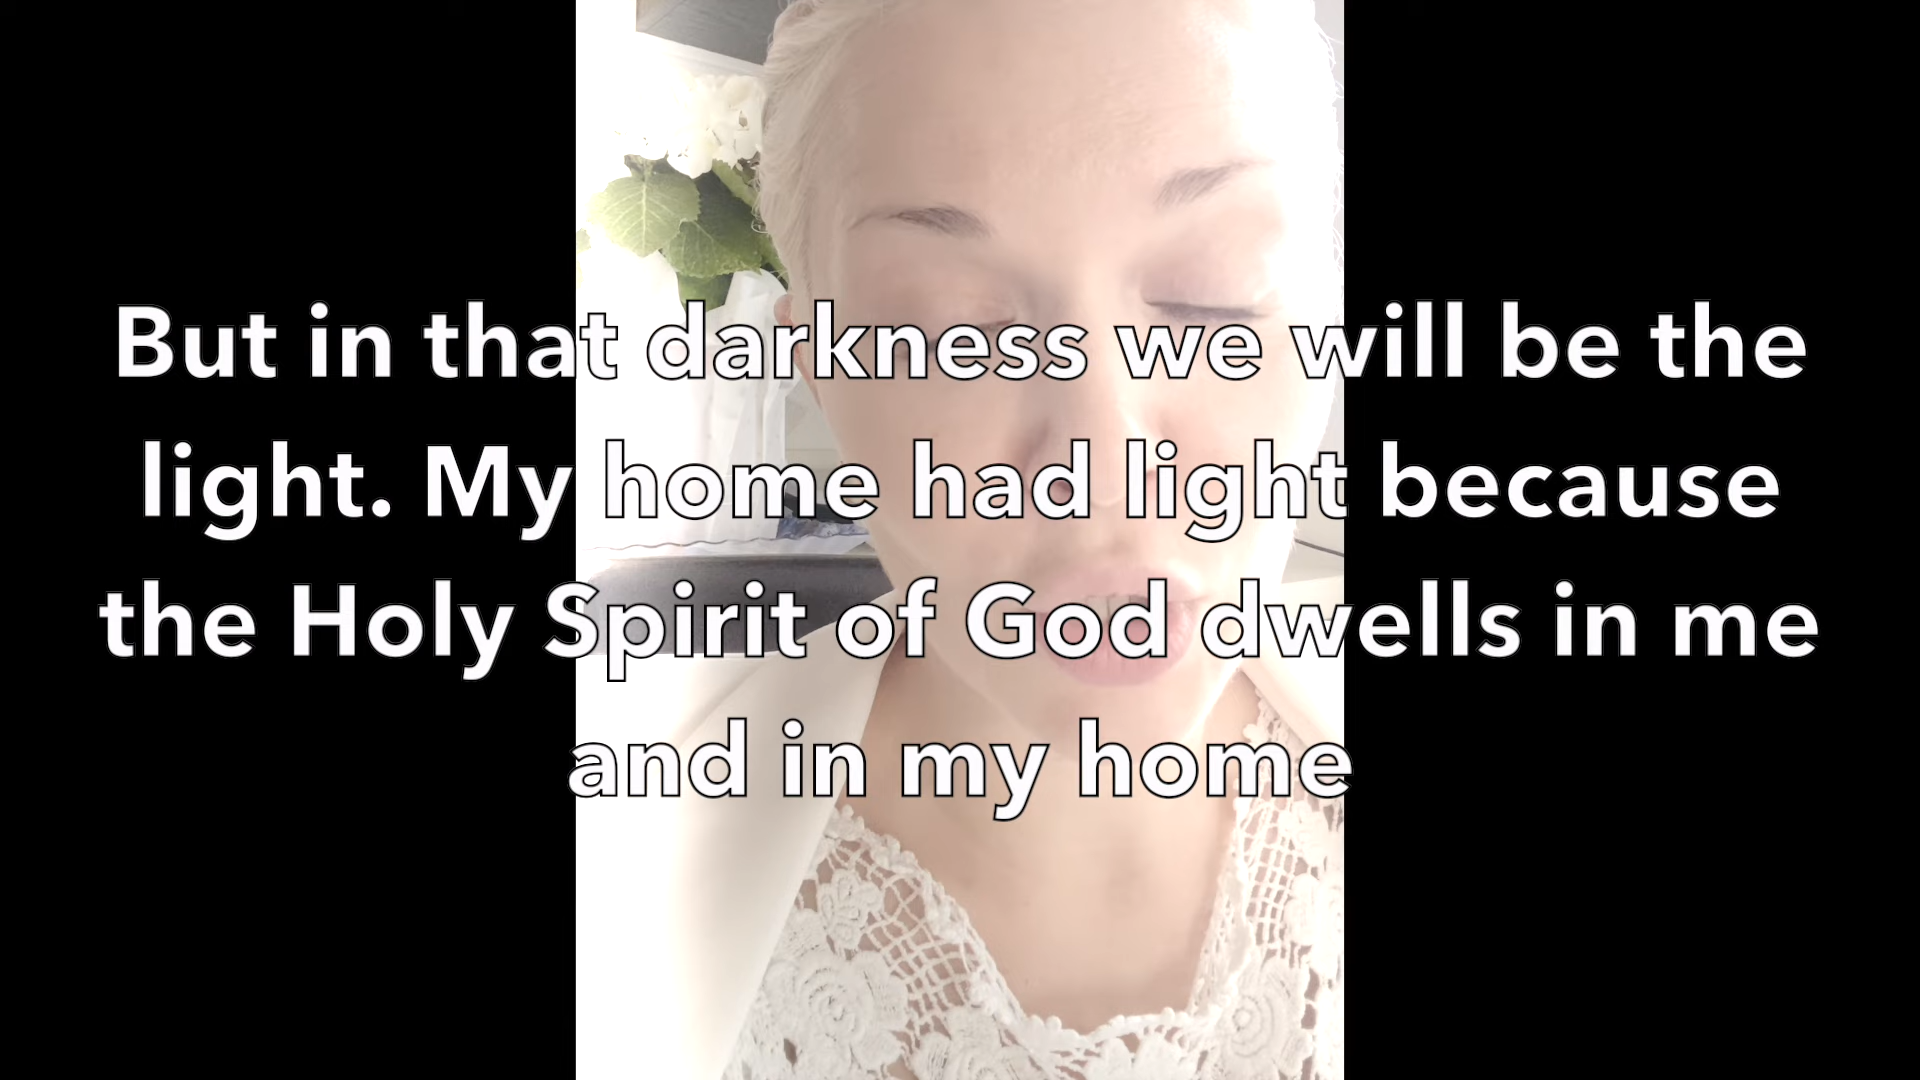 But in that darkness we will be the
light. My home had light because
the Holy Spirit of God dwells in me
and in my home